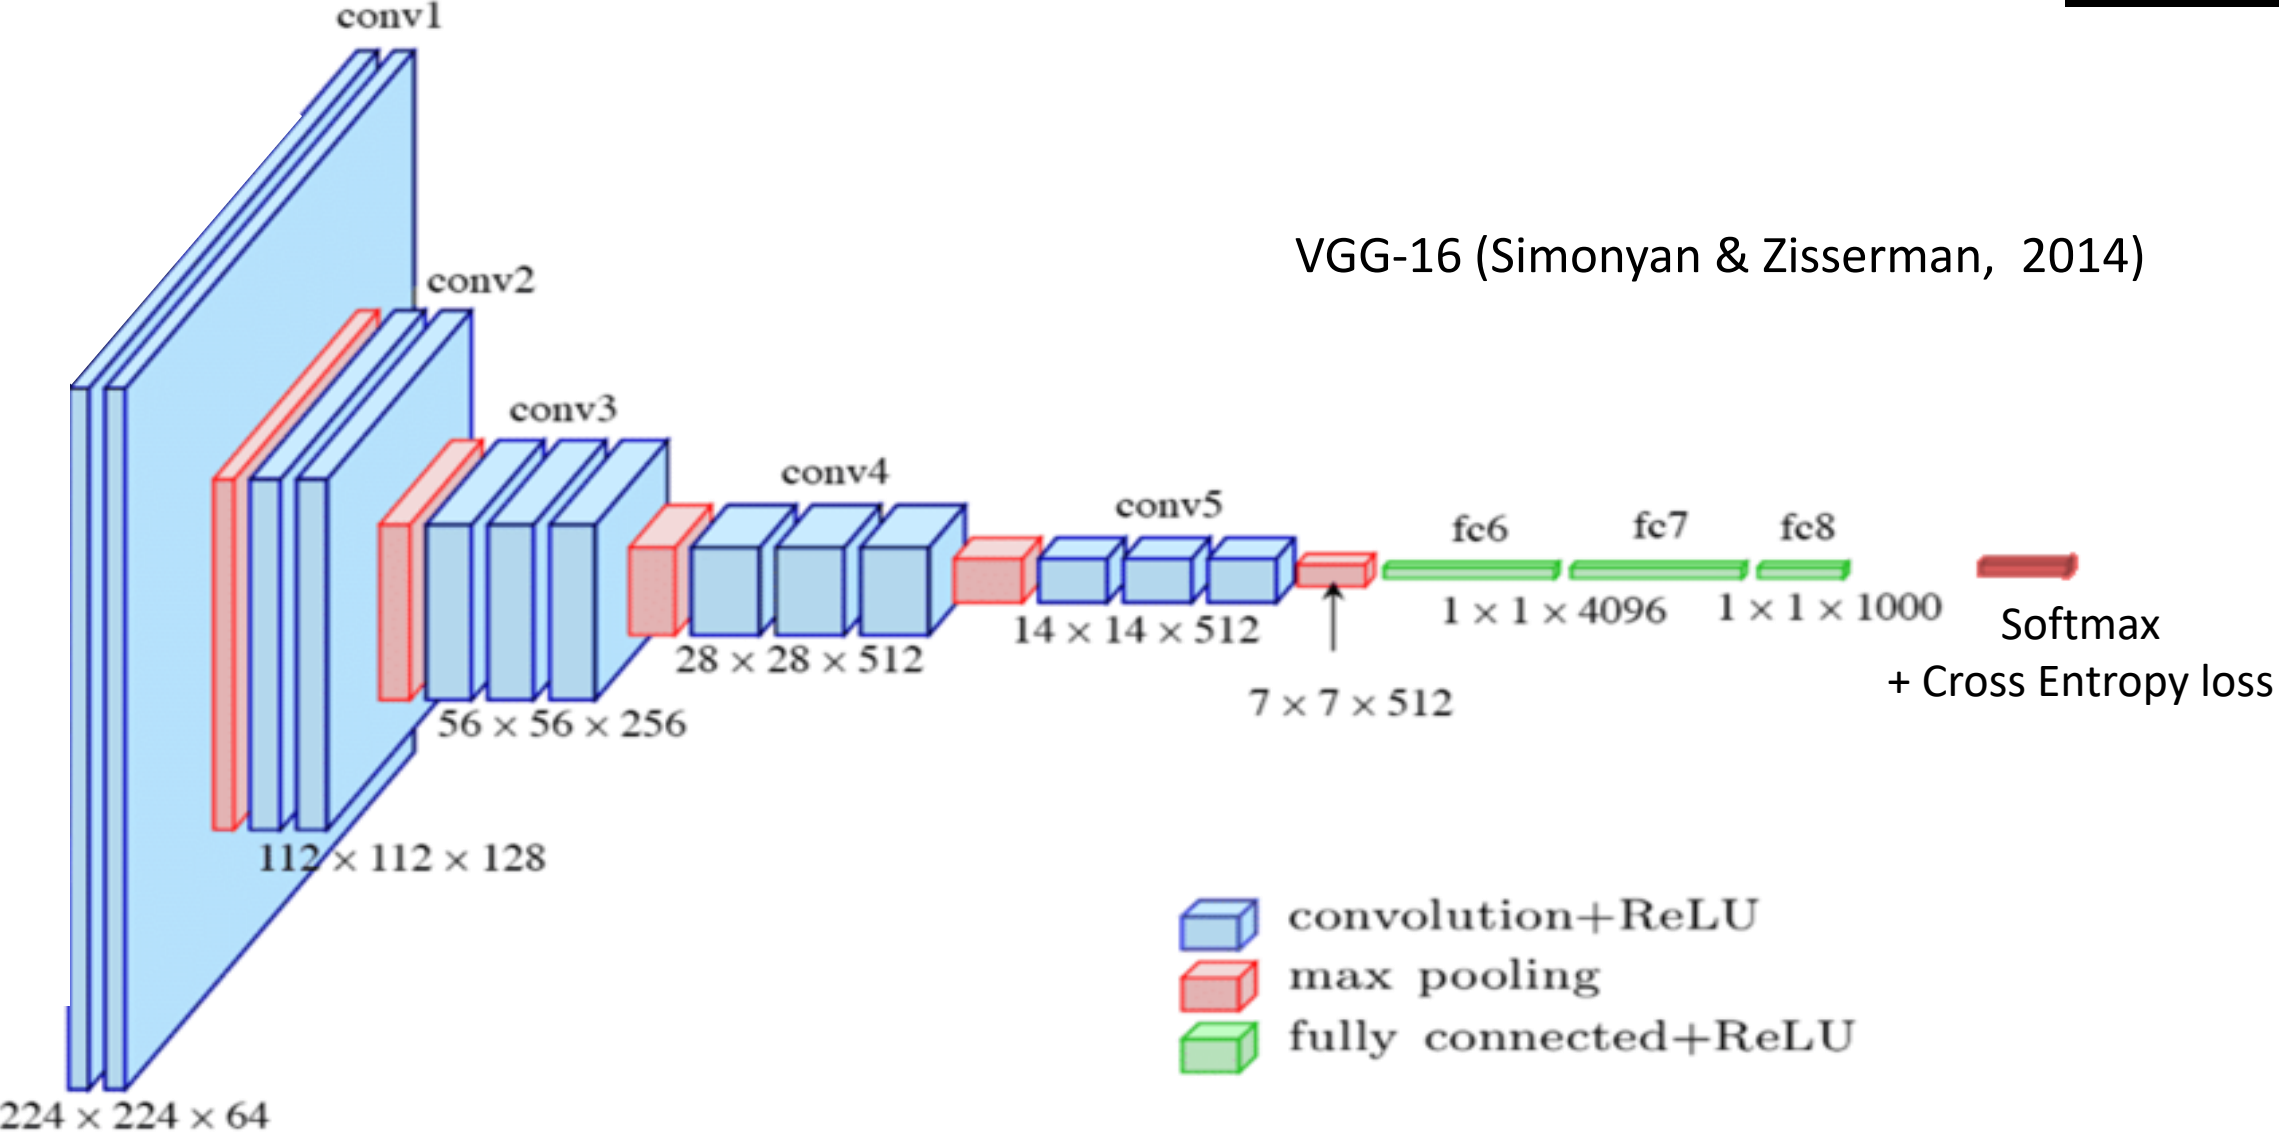 conv1
conv2
conv3
conv4
conv5
fc6
fc7
fc8
VGG-16 (Simonyan & Zisserman, 2014)
224 × 224 × 64
112 × 112 × 128
56 × 56 × 256
28 × 28 × 512
14 × 14 × 512
7 × 7 × 512
1 × 1 × 4096
1 × 1 × 1000
Softmax
+ Cross Entropy loss
convolution+ReLU
max pooling
fully connected+ReLU